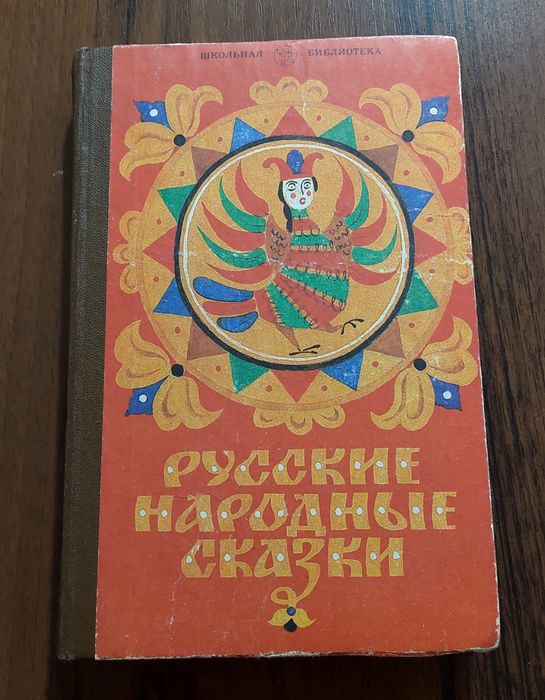 ШКОЛЬНАЯ БИБЛИОТЕКА
РУССКИЕ
НАРОДНЫЕ
СКАЗКИ